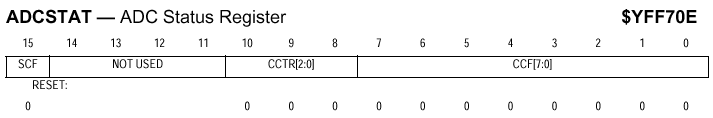 ADCSTAT — ADC Status Register $YFF70E
15 14 13 12 11 10 9 8 7 6 5 4 3 2 1 0
SCF NOT USED CCTR[2:0] CCF[7:0]
RESET:
0 0 0 0 0 0 0 0 0 0 0 0